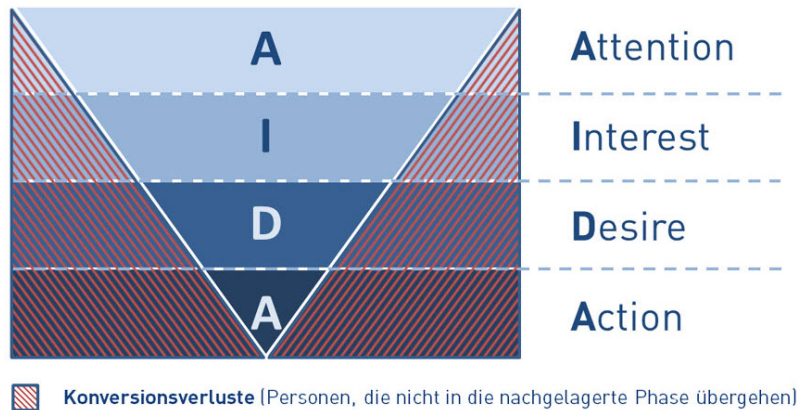 A Attention
I Interest
D Desire
A Action
Konversionsverluste (Personen, die nicht in die nachgelagerte Phase übergehen)